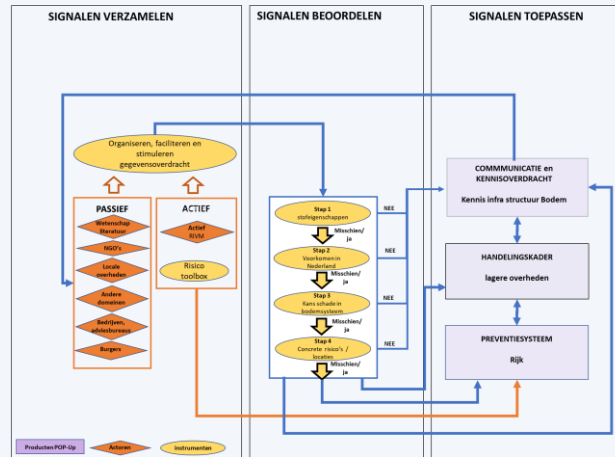 SIGNALEN VERZAMELEN
SIGNALEN BEOORDELEN
SIGNALEN TOEPASSEN
Organiseren, faciliteren en
stimuleren
gegevensoverdracht
PASSIEF
Wetenschap
literatuur
NGO's
Locale
overheden
Andere
domeinen
Bedrijven,
adviesbureaus
Burgers
ACTIEF
Actief
RIVM
Risico
toolbox
Stap 1
stofeigenschappen
NEE
Misschien/
ja
Stap 2
Voorkomen in
Nederland
NEE
Misschien/
ja
Stap 3
Kans schade in
bodemsysteem
NEE
Misschien/
ja
Stap 4
Concrete risico's /
locaties
NEE
Misschien/
ja
COMMMUNICATIE en
KENNISOVERDRACHT
Kennis infra structuur Bodem
HANDELINGSKADER
lagere overheden
PREVENTIESYSTEEM
Rijk
Producten POP-Up
Actoren
Instrumenten